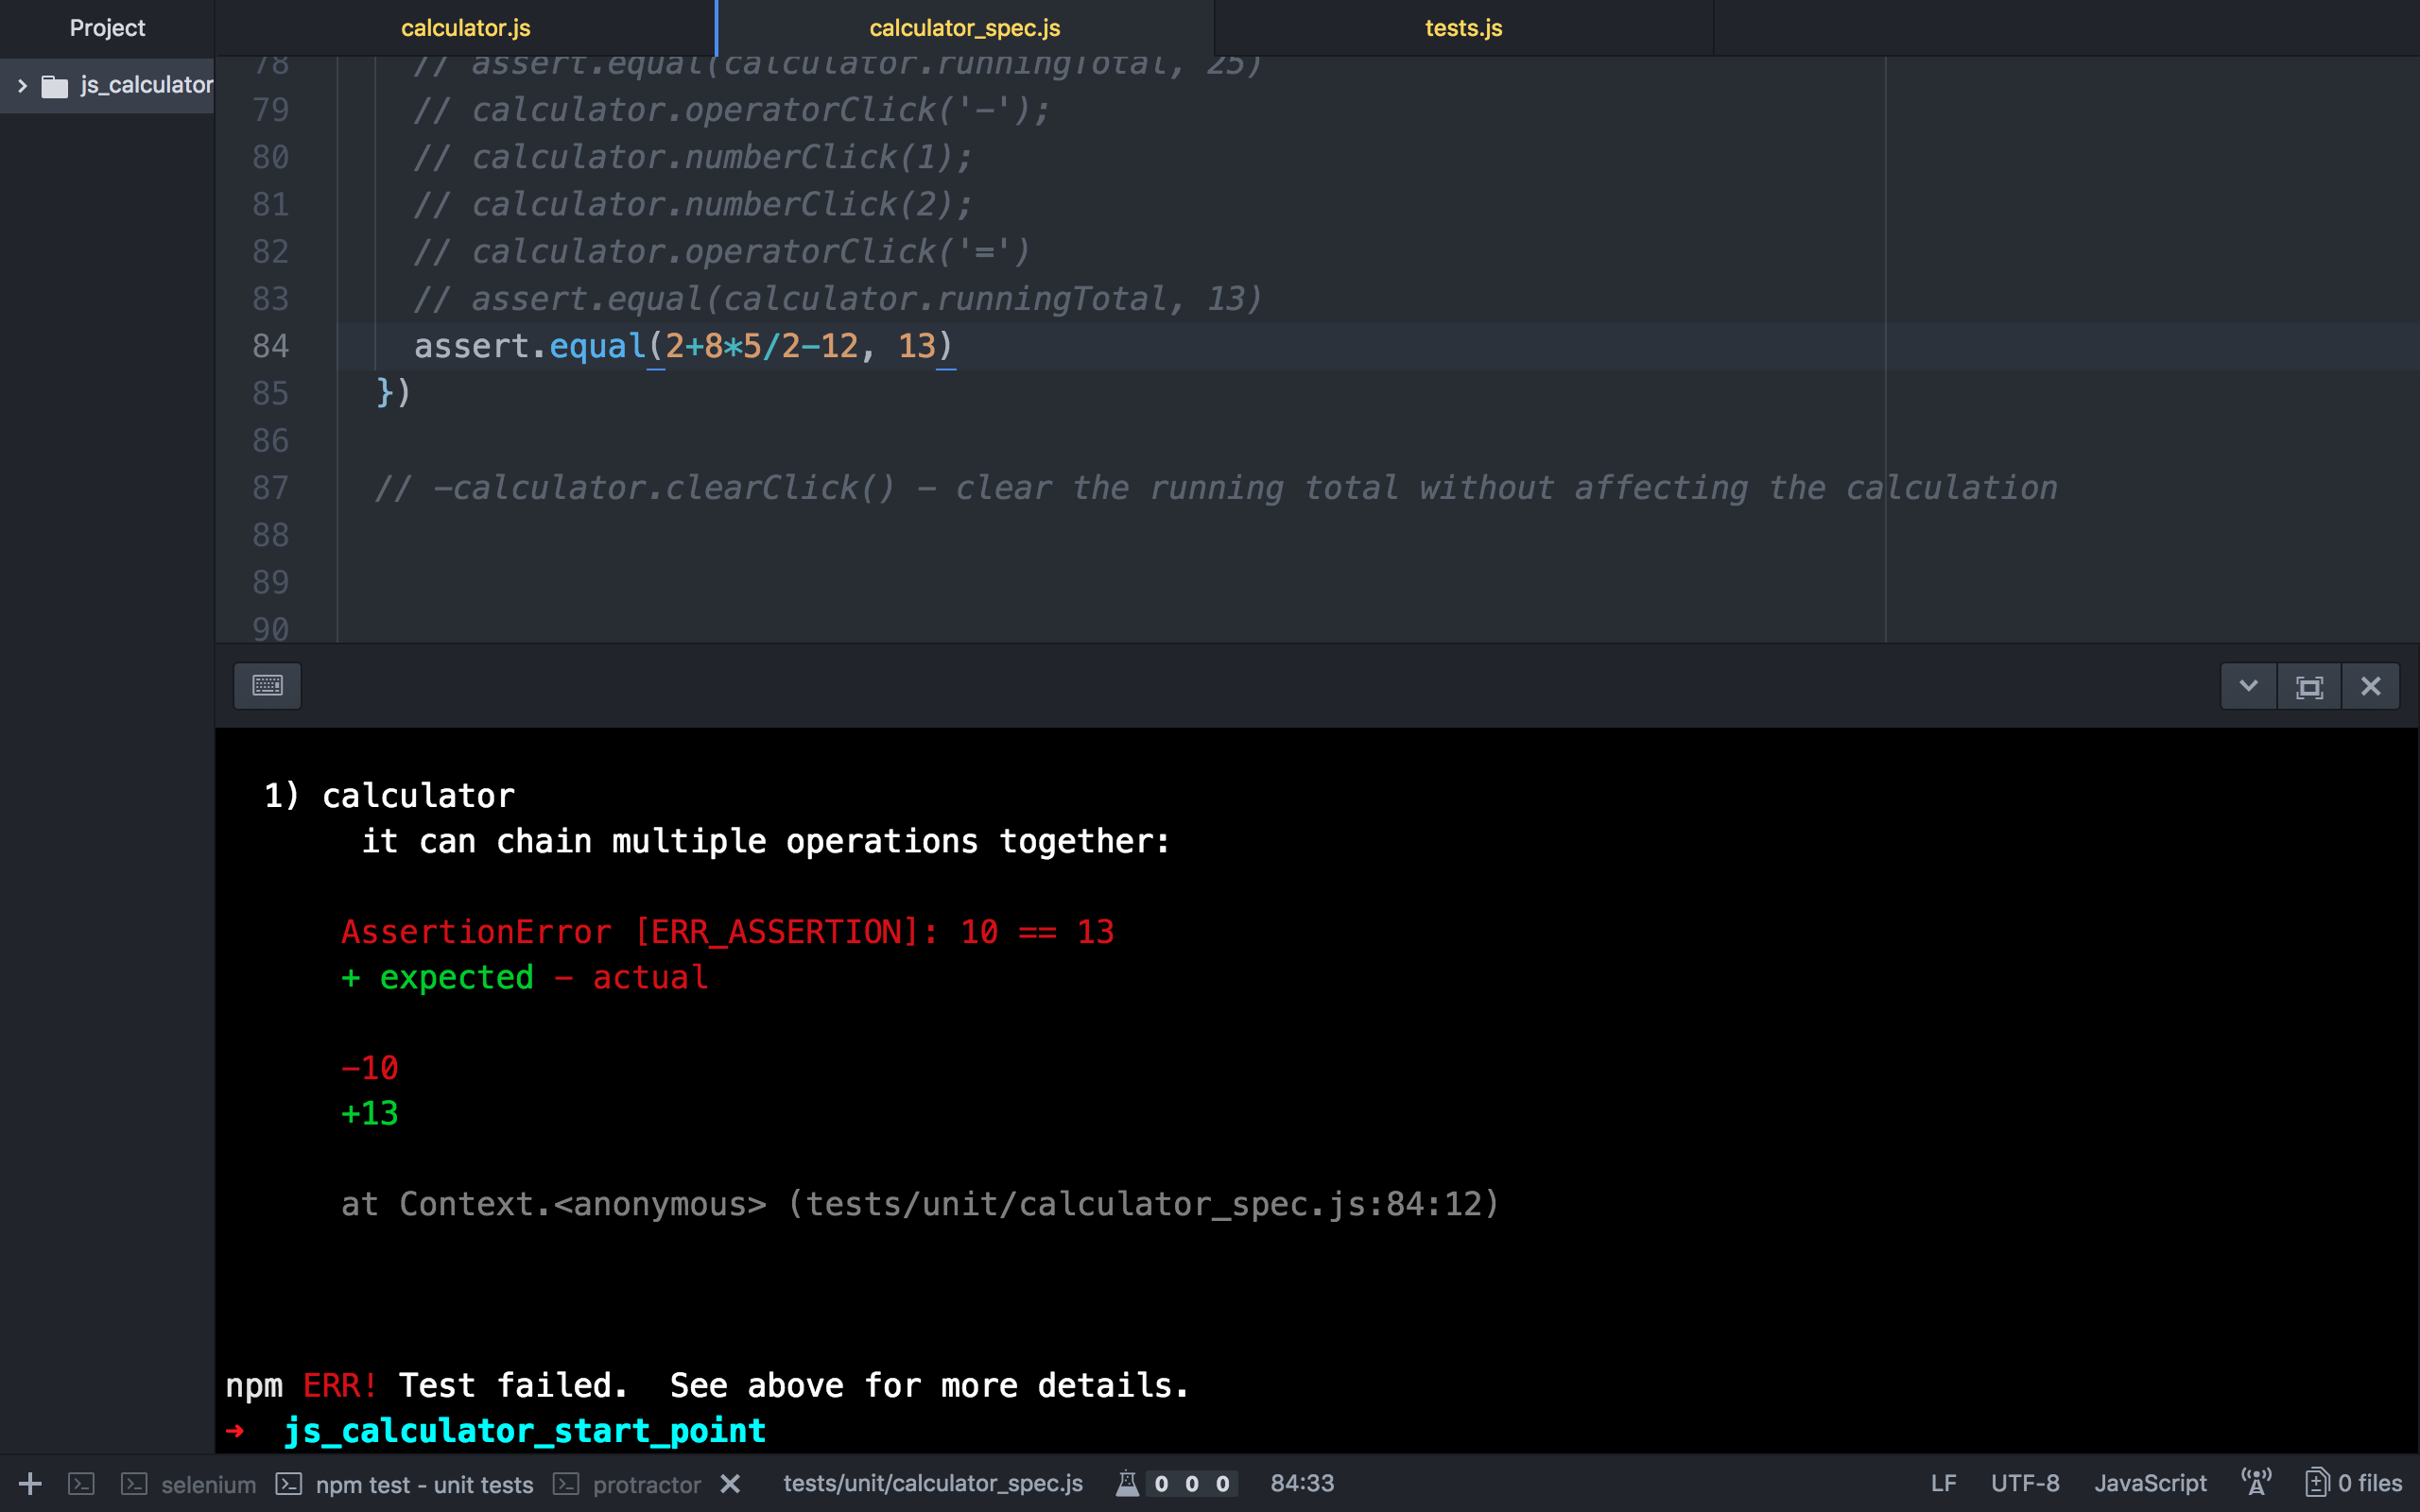 Project
calculator.js
calculator_spec.js
tests.js
js_calculator
78 // assert.equal(calculator.runningTotal, 25)
79 // calculator.operatorClick('-');
80 // calculator.numberClick(1);
81 // calculator.numberClick(2);
82 // calculator.operatorClick('=')
83 // assert.equal(calculator.runningTotal, 13)
84 assert.equal(2+8*5/2-12, 13)
85 })
86
87 // -calculator.clearClick() - clear the running total without affecting the calculation
88
89
90
1) calculator
it can chain multiple operations together:
AssertionError [ERR_ASSERTION]: 10 == 13
+ expected - actual
-10
+13
at Context.<anonymous> (tests/unit/calculator_spec.js:84:12)
npm ERR! Test failed.  See above for more details.
➜ js_calculator_start_point
selenium npm test - unit tests protractor tests/unit/calculator_spec.js 0 0 0 84:33 LF UTF-8 JavaScript 0 files